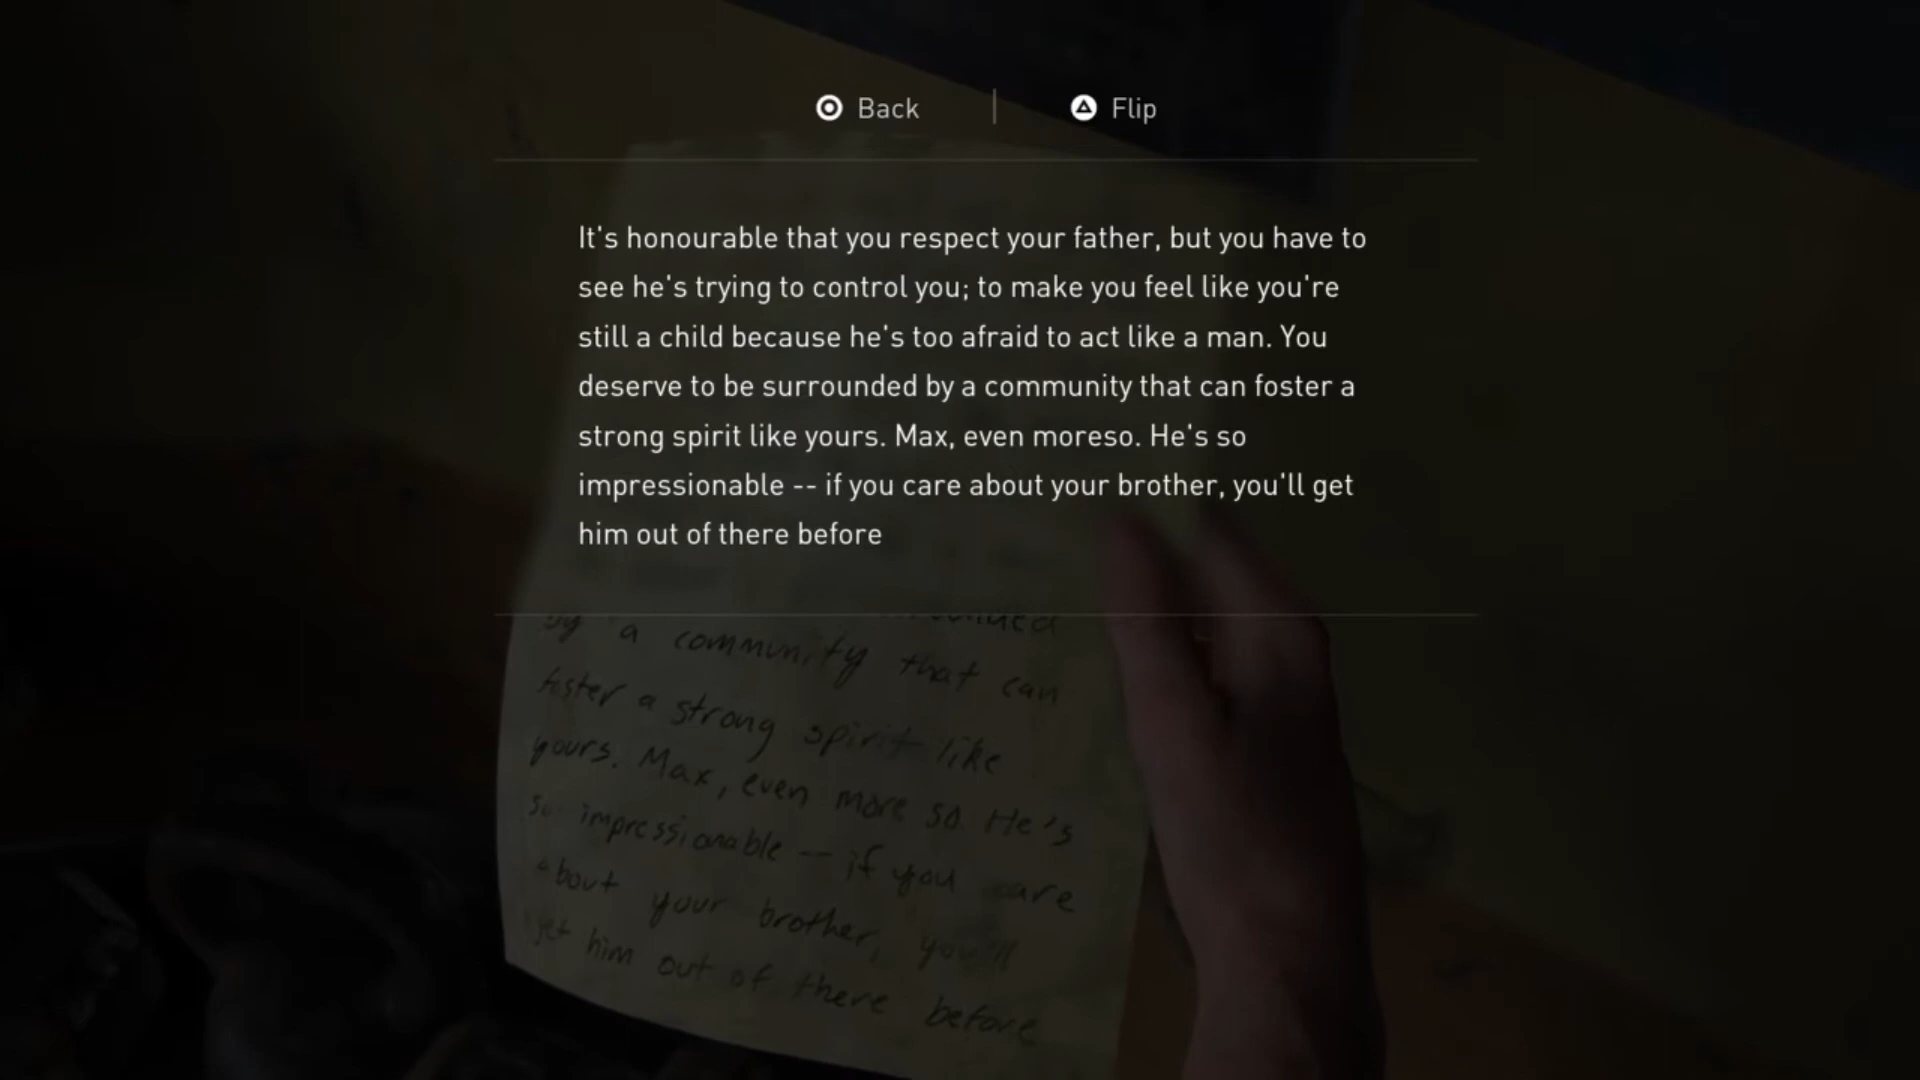 Back | Flip
It's honourable that you respect your father, but you have to
see he's trying to control you; to make you feel like you're
still a child because he's too afraid to act like a man. You
deserve to be surrounded by a community that can foster a
strong spirit like yours. Max, even moreso. He's so
impressionable -- if you care about your brother, you'll get
him out of there before
by a community that can
foster a strong spirit like
yours. Max, even more so. He's
so impressionable -- if you care
about your brother, you'll
get him out of there before